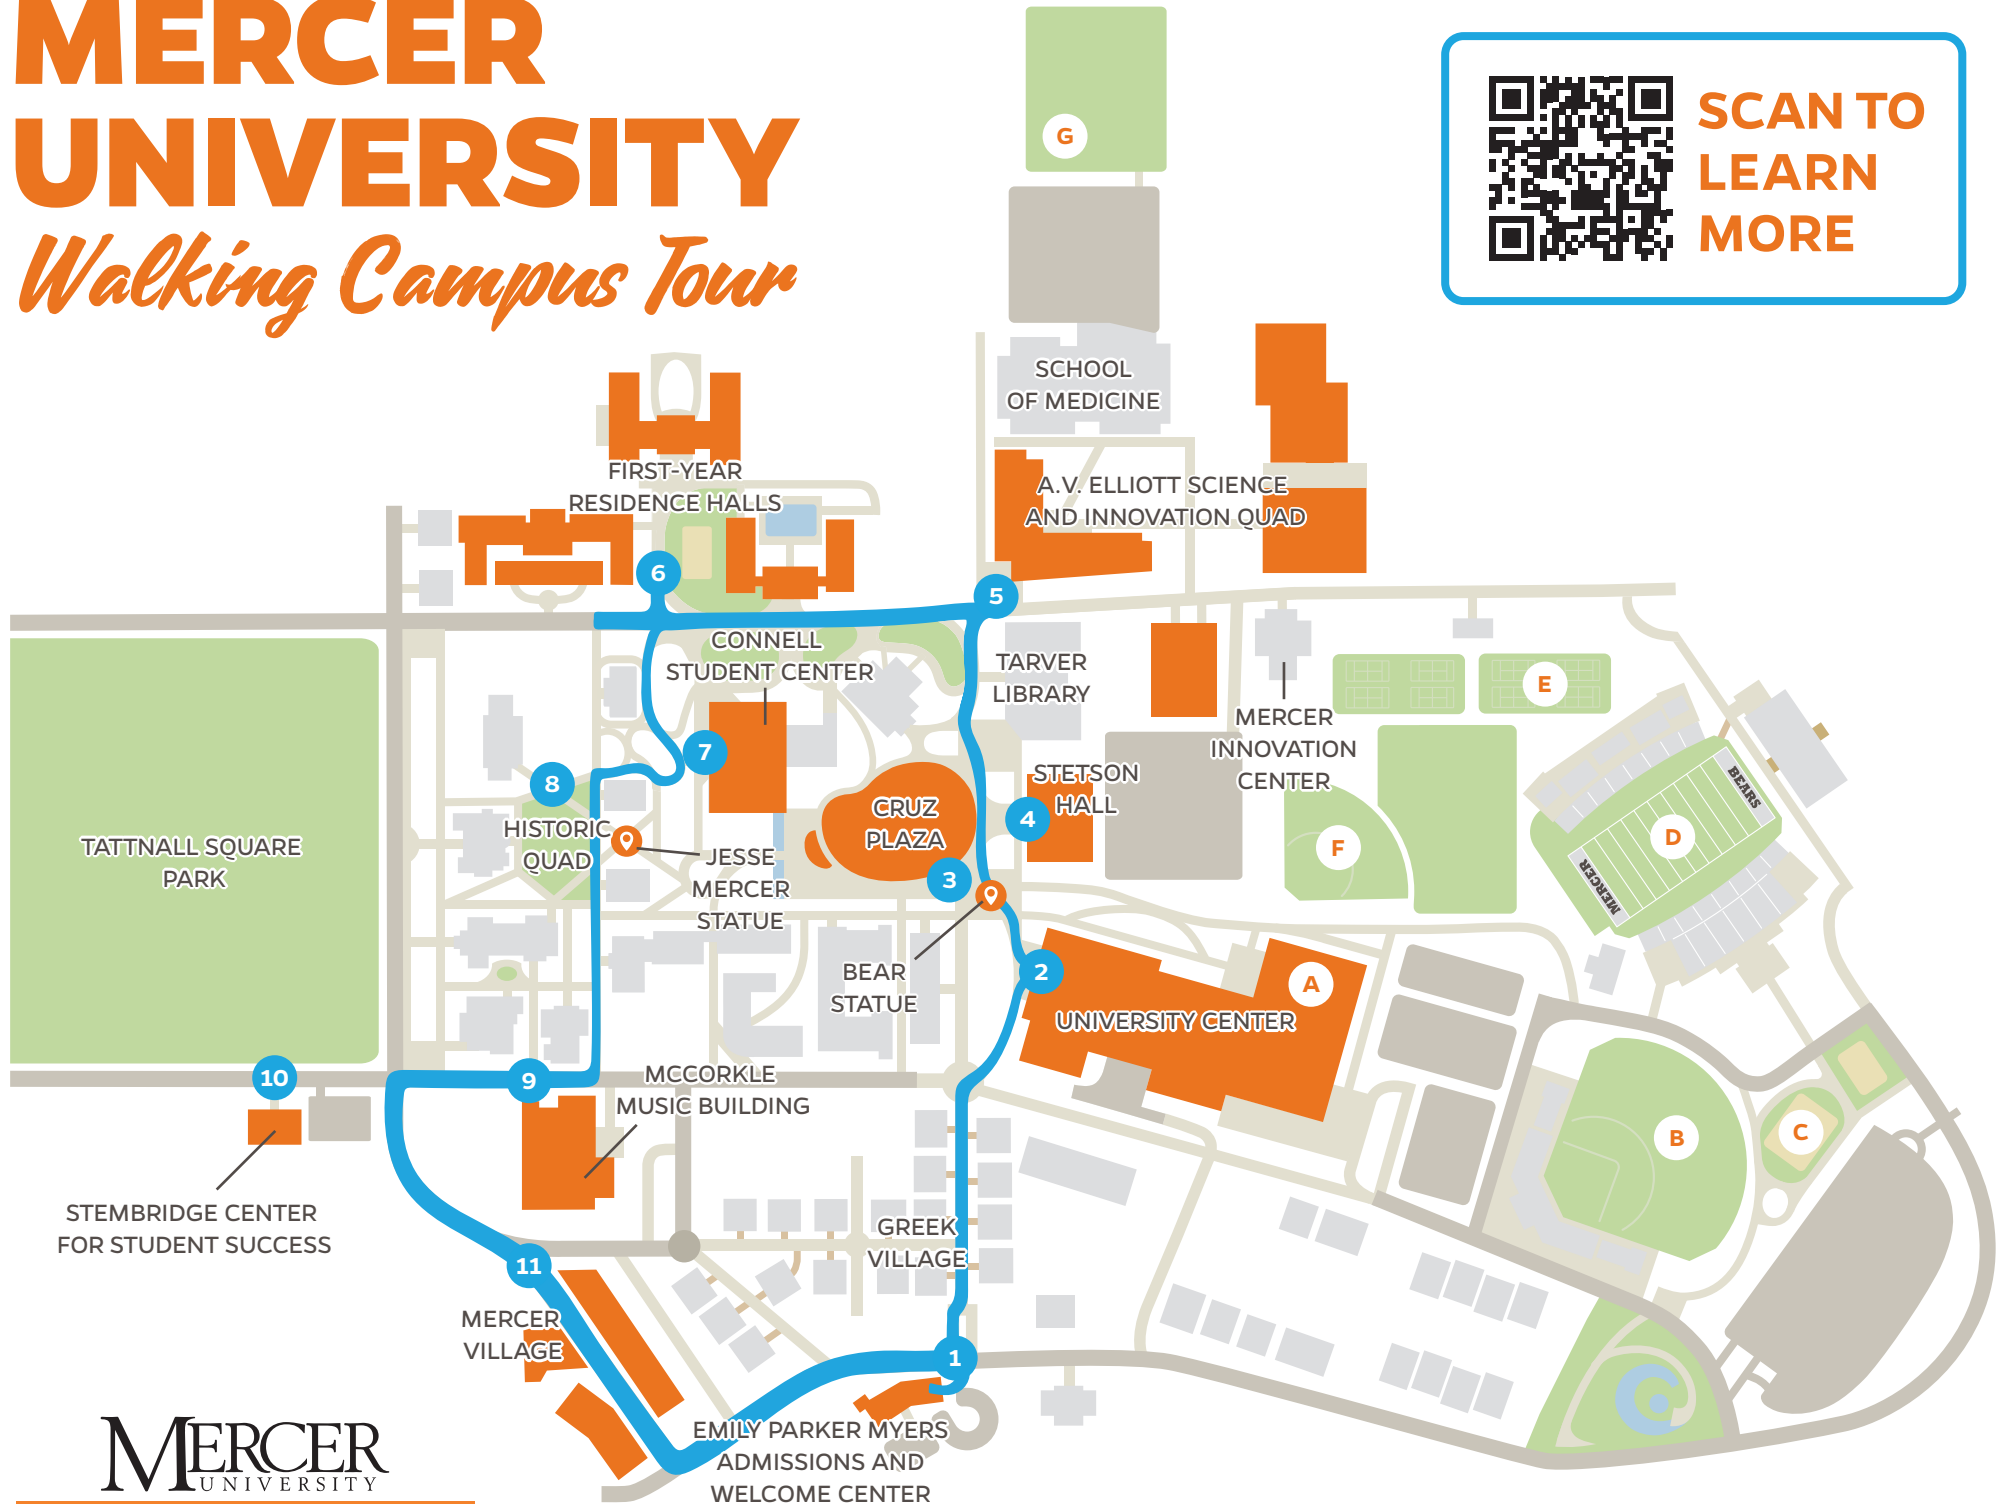 MERCER
UNIVERSITY
Walking Campus Tour
SCAN TO
LEARN
MORE
G
SCHOOL
OF MEDICINE
FIRST-YEAR
RESIDENCE HALLS
A.V. ELLIOTT SCIENCE
AND INNOVATION QUAD
6
5
CONNELL
STUDENT CENTER
TARVER
LIBRARY
E
MERCER
INNOVATION
CENTER
7
8
STETSON
HALL
4
CRUZ
PLAZA
3
HISTORIC
QUAD
JESSE
MERCER
STATUE
TATTNALL SQUARE
PARK
F
D
BEARS
MERCER
BEAR
STATUE
2
A
UNIVERSITY CENTER
10
9
MCCORKLE
MUSIC BUILDING
B
C
STEMBRIDGE CENTER
FOR STUDENT SUCCESS
GREEK
VILLAGE
11
MERCER
VILLAGE
1
EMILY PARKER MYERS
ADMISSIONS AND
WELCOME CENTER
MERCER
UNIVERSITY